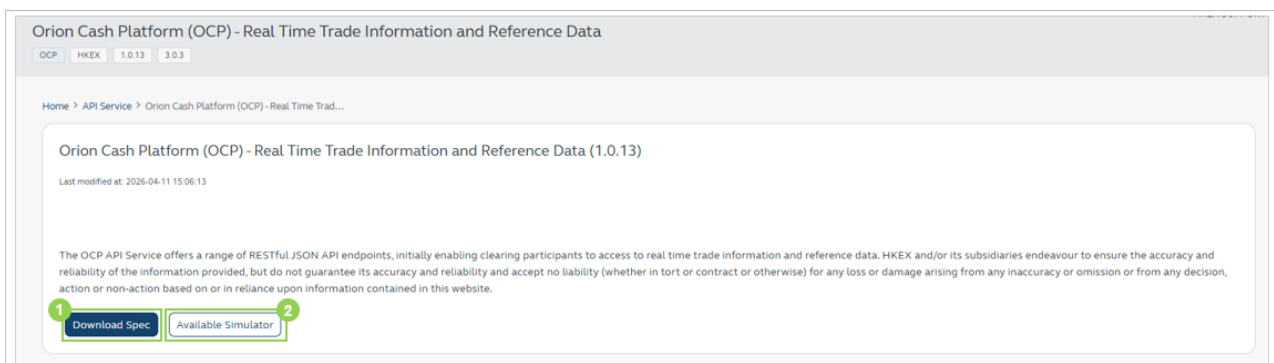 Orion Cash Platform (OCP) - Real Time Trade Information and Reference Data
OCP HKEX 1.0.13 3.0.3
Home > API Service > Orion Cash Platform (OCP) - Real Time Trad...
Orion Cash Platform (OCP) - Real Time Trade Information and Reference Data (1.0.13)
Last modified at: 2026-04-11 15:06:13
The OCP API Service offers a range of RESTful JSON API endpoints, initially enabling clearing participants to access to real time trade information and reference data. HKEX and/or its subsidiaries endeavour to ensure the accuracy and
reliability of the information provided, but do not guarantee its accuracy and reliability and accept no liability (whether in tort or contract or otherwise) for any loss or damage arising from any inaccuracy or omission or from any decision,
action or non-action based on or in reliance upon information contained in this website.
1 2
Download Spec Available Simulator